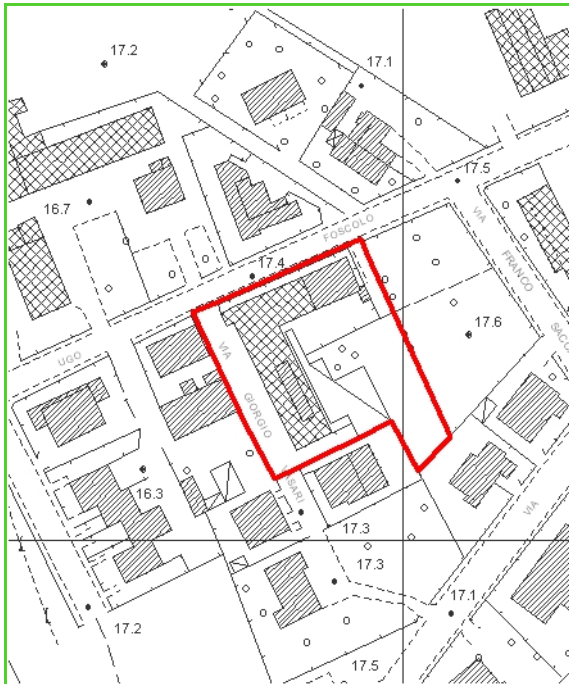 17.2
17.1
17.5
16.7
VIA
FOSCOLO
FRANCO
17.4
17.6
SACC
UGO
VIA
GIORGIO
VASARI
16.3
VIA
17.3
17.3
17.1
17.2
17.5